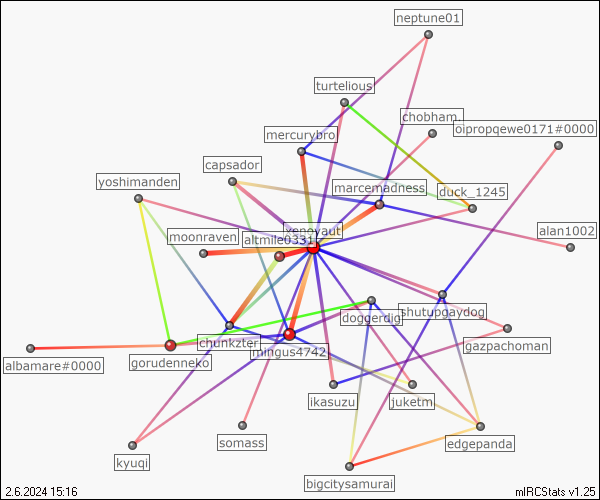 neptune01
turtelious
chobham.
oipropqewe0171#0000
mercurybro
capsador
marcemadness
yoshimanden
duck_1245
xenoyaut
alan1002
moonraven
altmile0331
doggerdig
shutupgaydog
chunkzter
mingus4742
gazpachoman
gorudenneko
albamare#0000
ikasuzu
juketm
somass
edgepanda
kyuqi
bigcitysamurai
2.6.2024 15:16
mIRCStats v1.25